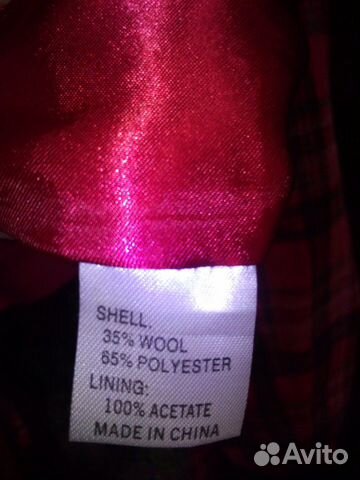 SHELL:
35% WOOL
65% POLYESTER
LINING:
100% ACETATE
MADE IN CHINA
Avito